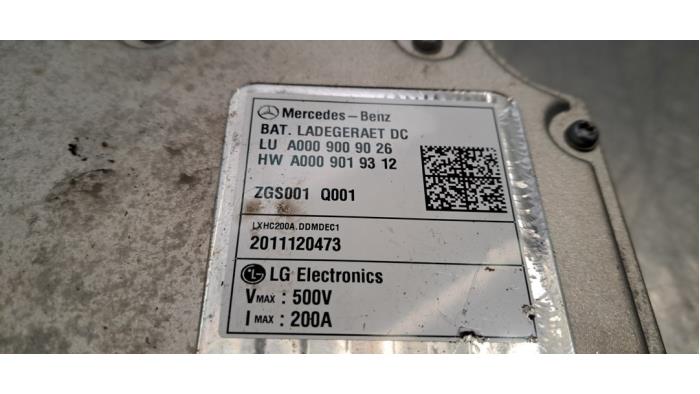 Mercedes-Benz
BAT. LADEGERAET DC
LU A000 900 90 26
HW A000 901 93 12
ZGS001 Q001
LXHC200A.DDMDEC1
2011120473
LG Electronics
VMAX : 500V
IMAX : 200A